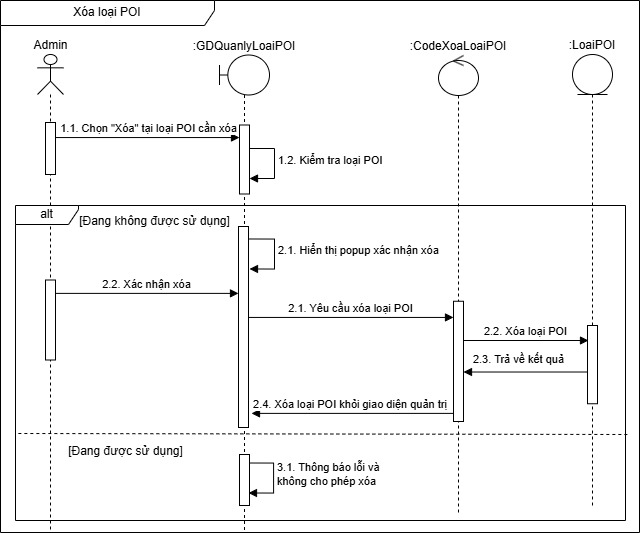 Xóa loại POI
Admin
:GDQuanlyLoaiPOI
:CodeXoaLoaiPOI
:LoaiPOI
1.1. Chọn "Xóa" tại loại POI cần xóa
1.2. Kiểm tra loại POI
alt
[Đang không được sử dụng]
2.1. Hiển thị popup xác nhận xóa
2.2. Xác nhận xóa
2.1. Yêu cầu xóa loại POI
2.2. Xóa loại POI
2.3. Trả về kết quả
2.4. Xóa loại POI khỏi giao diện quản trị
[Đang được sử dụng]
3.1. Thông báo lỗi và
không cho phép xóa